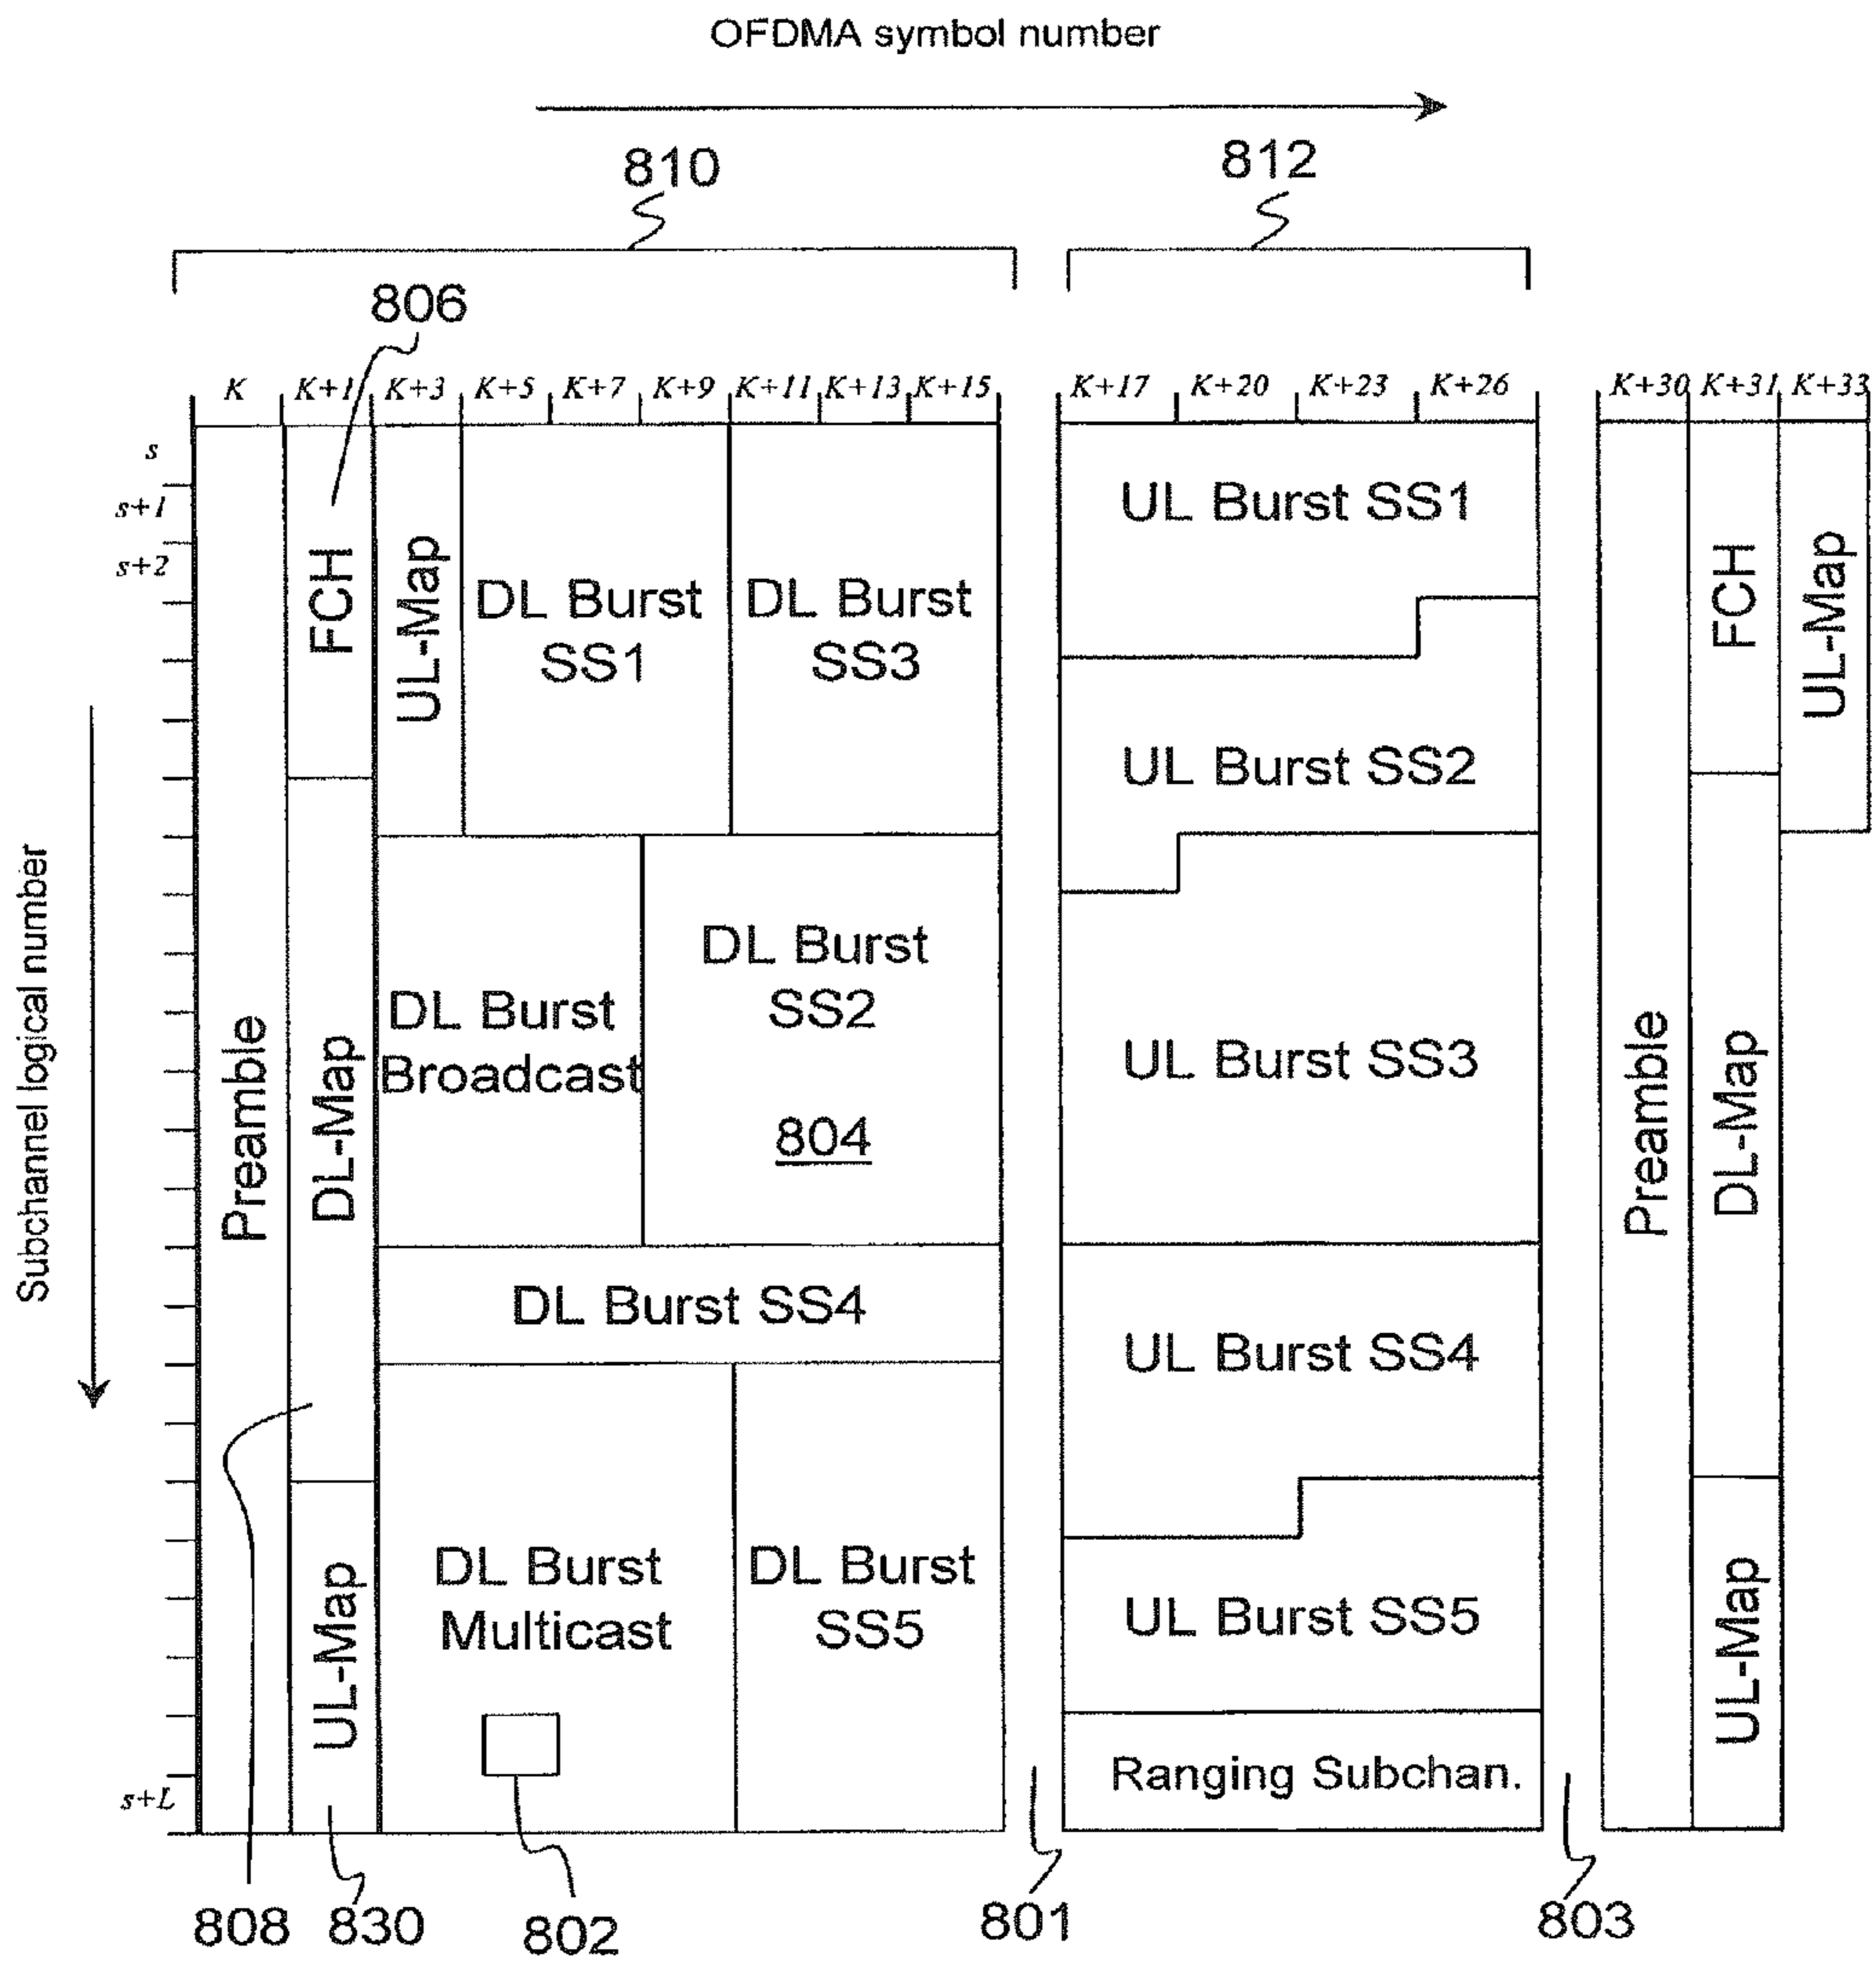 OFDMA symbol number
810
812
806
K K+1 K+3 K+5 K+7 K+9 K+11 K+13 K+15 K+17 K+20 K+23 K+26 K+30 K+31 K+33
s
s+1
s+2
s+L
Subchannel logical number
Preamble
FCH
DL-Map
UL-Map
UL-Map
DL Burst
SS1
DL Burst
SS3
DL Burst
Broadcast
DL Burst
SS2
804
DL Burst SS4
DL Burst
Multicast
DL Burst
SS5
UL Burst SS1
UL Burst SS2
UL Burst SS3
UL Burst SS4
UL Burst SS5
Ranging Subchan.
Preamble
FCH
DL-Map
UL-Map
UL-Map
808
830
802
801
803